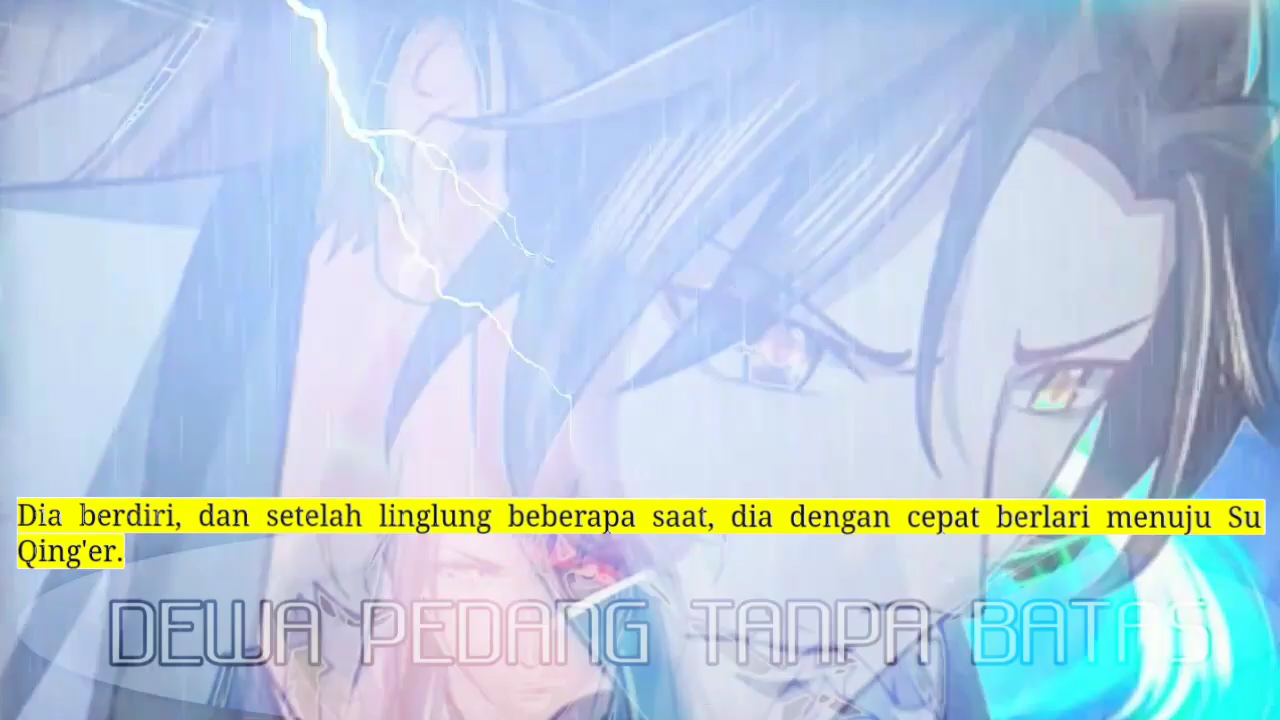 Dia berdiri, dan setelah linglung beberapa saat, dia dengan cepat berlari menuju Su
Qing'er.
DEWA PEDANG TANPA BATAS